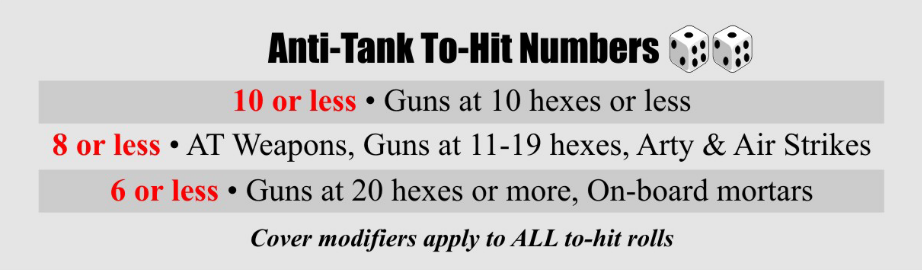 Anti-Tank To-Hit Numbers
10 or less • Guns at 10 hexes or less
8 or less • AT Weapons, Guns at 11-19 hexes, Arty & Air Strikes
6 or less • Guns at 20 hexes or more, On-board mortars
Cover modifiers apply to ALL to-hit rolls